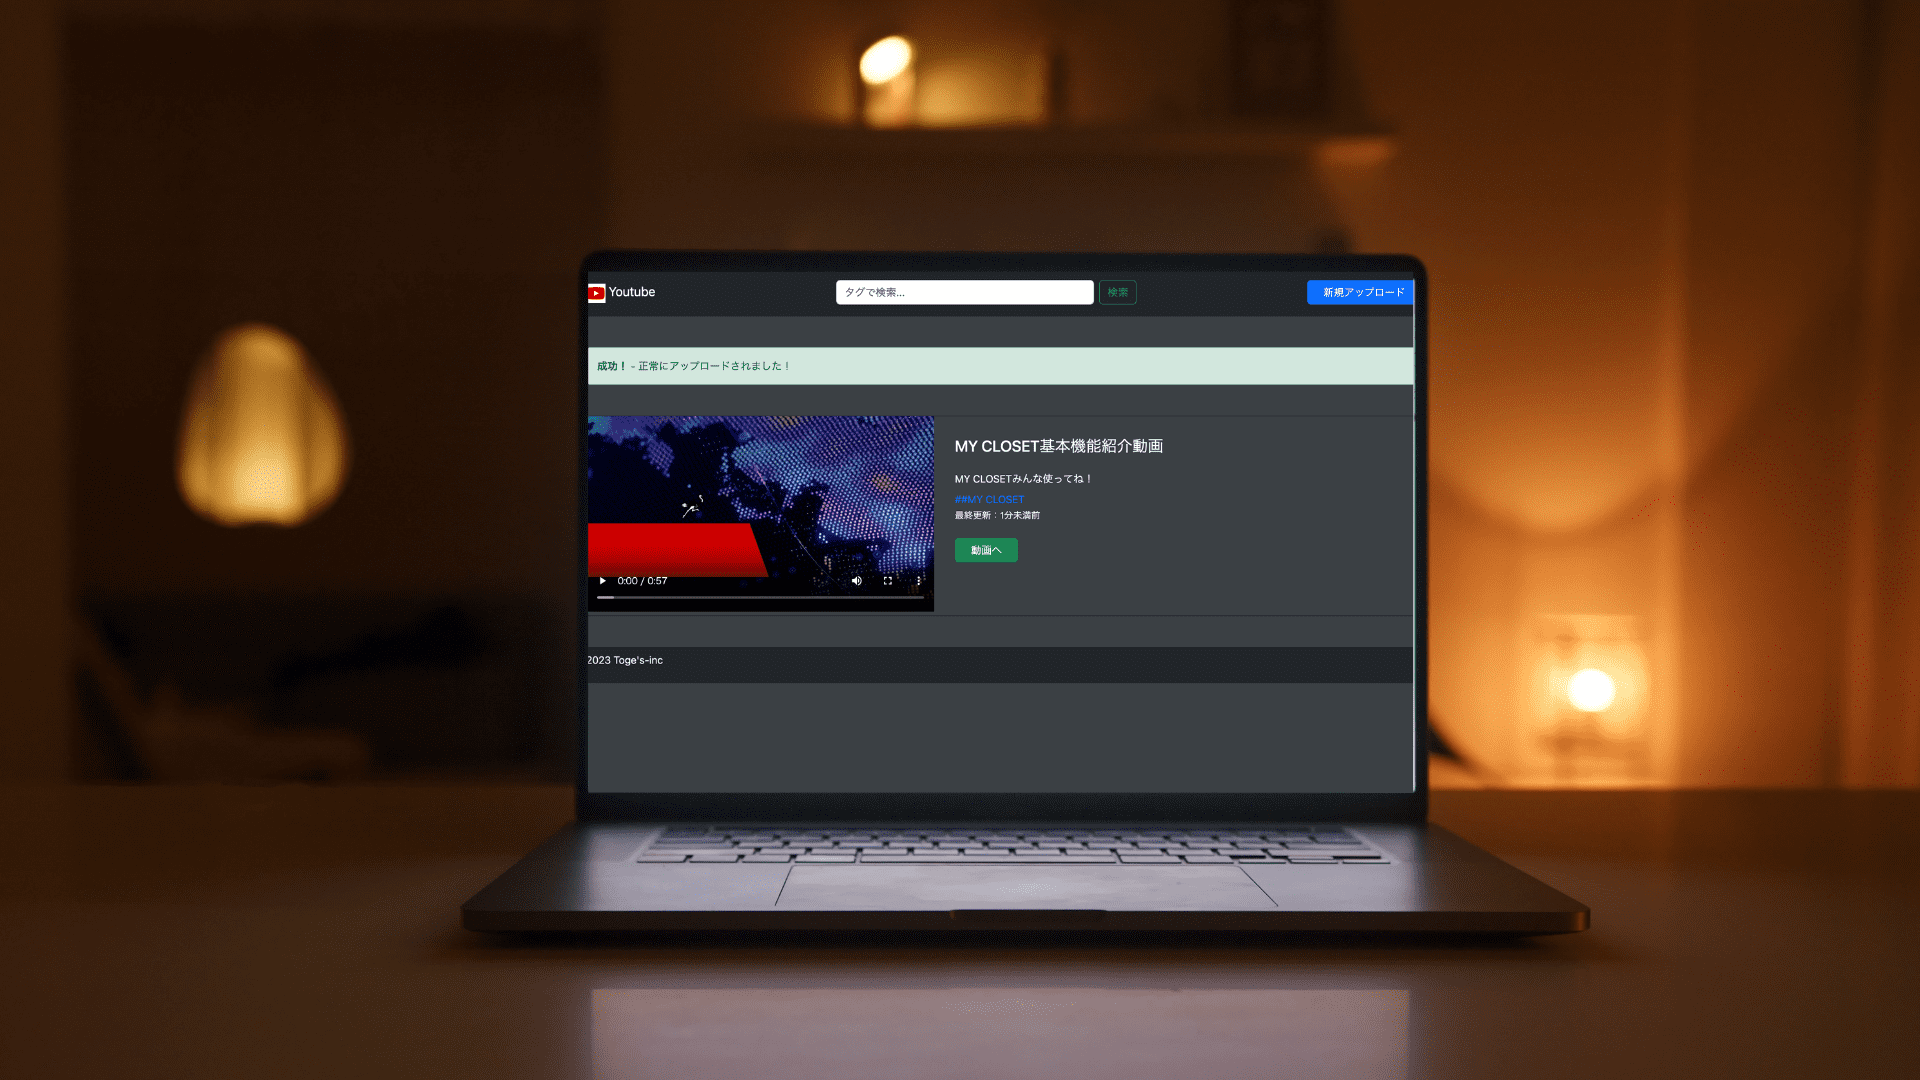 Youtube
タグで検索...
検索
新規アップロード
成功！ - 正常にアップロードされました！
MY CLOSET基本機能紹介動画
MY CLOSETみんな使ってね！
##MY CLOSET
最終更新：1分未満前
動画へ
0:00 / 0:57
2023 Toge's-inc